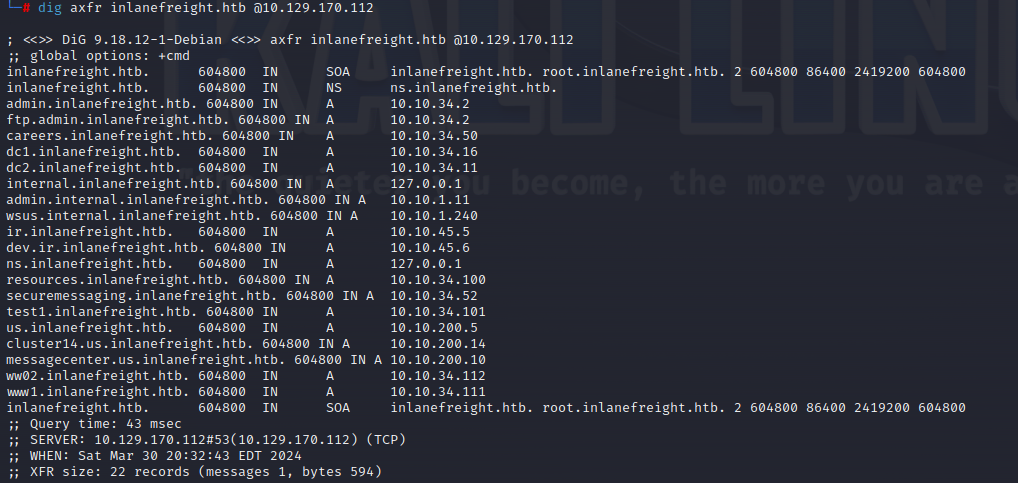 └─# dig axfr inlanefreight.htb @10.129.170.112
; <<>> DiG 9.18.12-1-Debian <<>> axfr inlanefreight.htb @10.129.170.112
;; global options: +cmd
inlanefreight.htb. 604800 IN SOA inlanefreight.htb. root.inlanefreight.htb. 2 604800 86400 2419200 604800
inlanefreight.htb. 604800 IN NS ns.inlanefreight.htb.
admin.inlanefreight.htb. 604800 IN A 10.10.34.2
ftp.admin.inlanefreight.htb. 604800 IN A 10.10.34.2
careers.inlanefreight.htb. 604800 IN A 10.10.34.50
dc1.inlanefreight.htb. 604800 IN A 10.10.34.16
dc2.inlanefreight.htb. 604800 IN A 10.10.34.11
internal.inlanefreight.htb. 604800 IN A 127.0.0.1
admin.internal.inlanefreight.htb. 604800 IN A 10.10.1.11
wsus.internal.inlanefreight.htb. 604800 IN A 10.10.1.240
ir.inlanefreight.htb. 604800 IN A 10.10.45.5
dev.ir.inlanefreight.htb. 604800 IN A 10.10.45.6
ns.inlanefreight.htb. 604800 IN A 127.0.0.1
resources.inlanefreight.htb. 604800 IN A 10.10.34.100
securemessaging.inlanefreight.htb. 604800 IN A 10.10.34.52
test1.inlanefreight.htb. 604800 IN A 10.10.34.101
us.inlanefreight.htb. 604800 IN A 10.10.200.5
cluster14.us.inlanefreight.htb. 604800 IN A 10.10.200.14
messagecenter.us.inlanefreight.htb. 604800 IN A 10.10.200.10
ww02.inlanefreight.htb. 604800 IN A 10.10.34.112
www1.inlanefreight.htb. 604800 IN A 10.10.34.111
inlanefreight.htb. 604800 IN SOA inlanefreight.htb. root.inlanefreight.htb. 2 604800 86400 2419200 604800
;; Query time: 43 msec
;; SERVER: 10.129.170.112#53(10.129.170.112) (TCP)
;; WHEN: Sat Mar 30 20:32:43 EDT 2024
;; XFR size: 22 records (messages 1, bytes 594)
KALI
become, the more you are